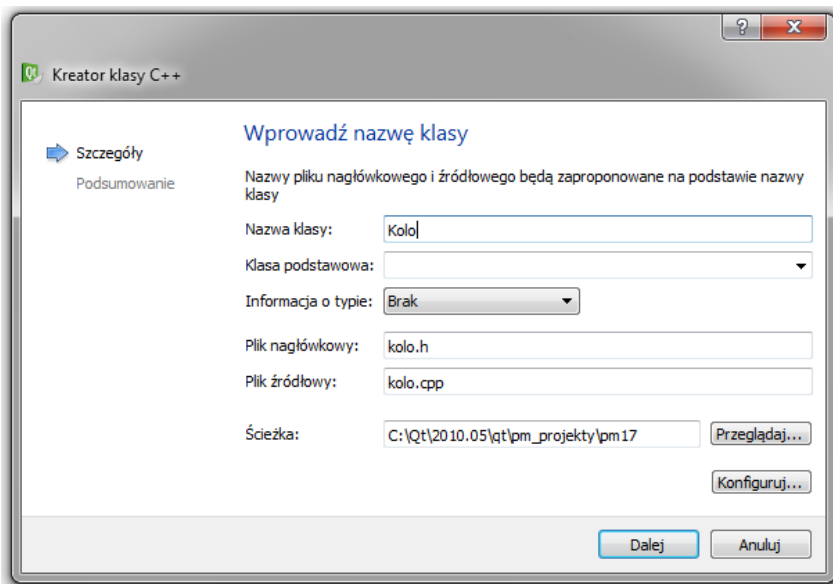 Kreator klasy C++
Szczegóły
Podsumowanie
Wprowadź nazwę klasy
Nazwy pliku nagłówkowego i źródłowego będą zaproponowane na podstawie nazwy
klasy
Nazwa klasy: Kolo
Klasa podstawowa:
Informacja o typie: Brak
Plik nagłówkowy: kolo.h
Plik źródłowy: kolo.cpp
Ścieżka: C:\Qt\2010.05\qt\pm_projekty\pm17 Przeglądaj...
Konfiguruj...
Dalej Anuluj